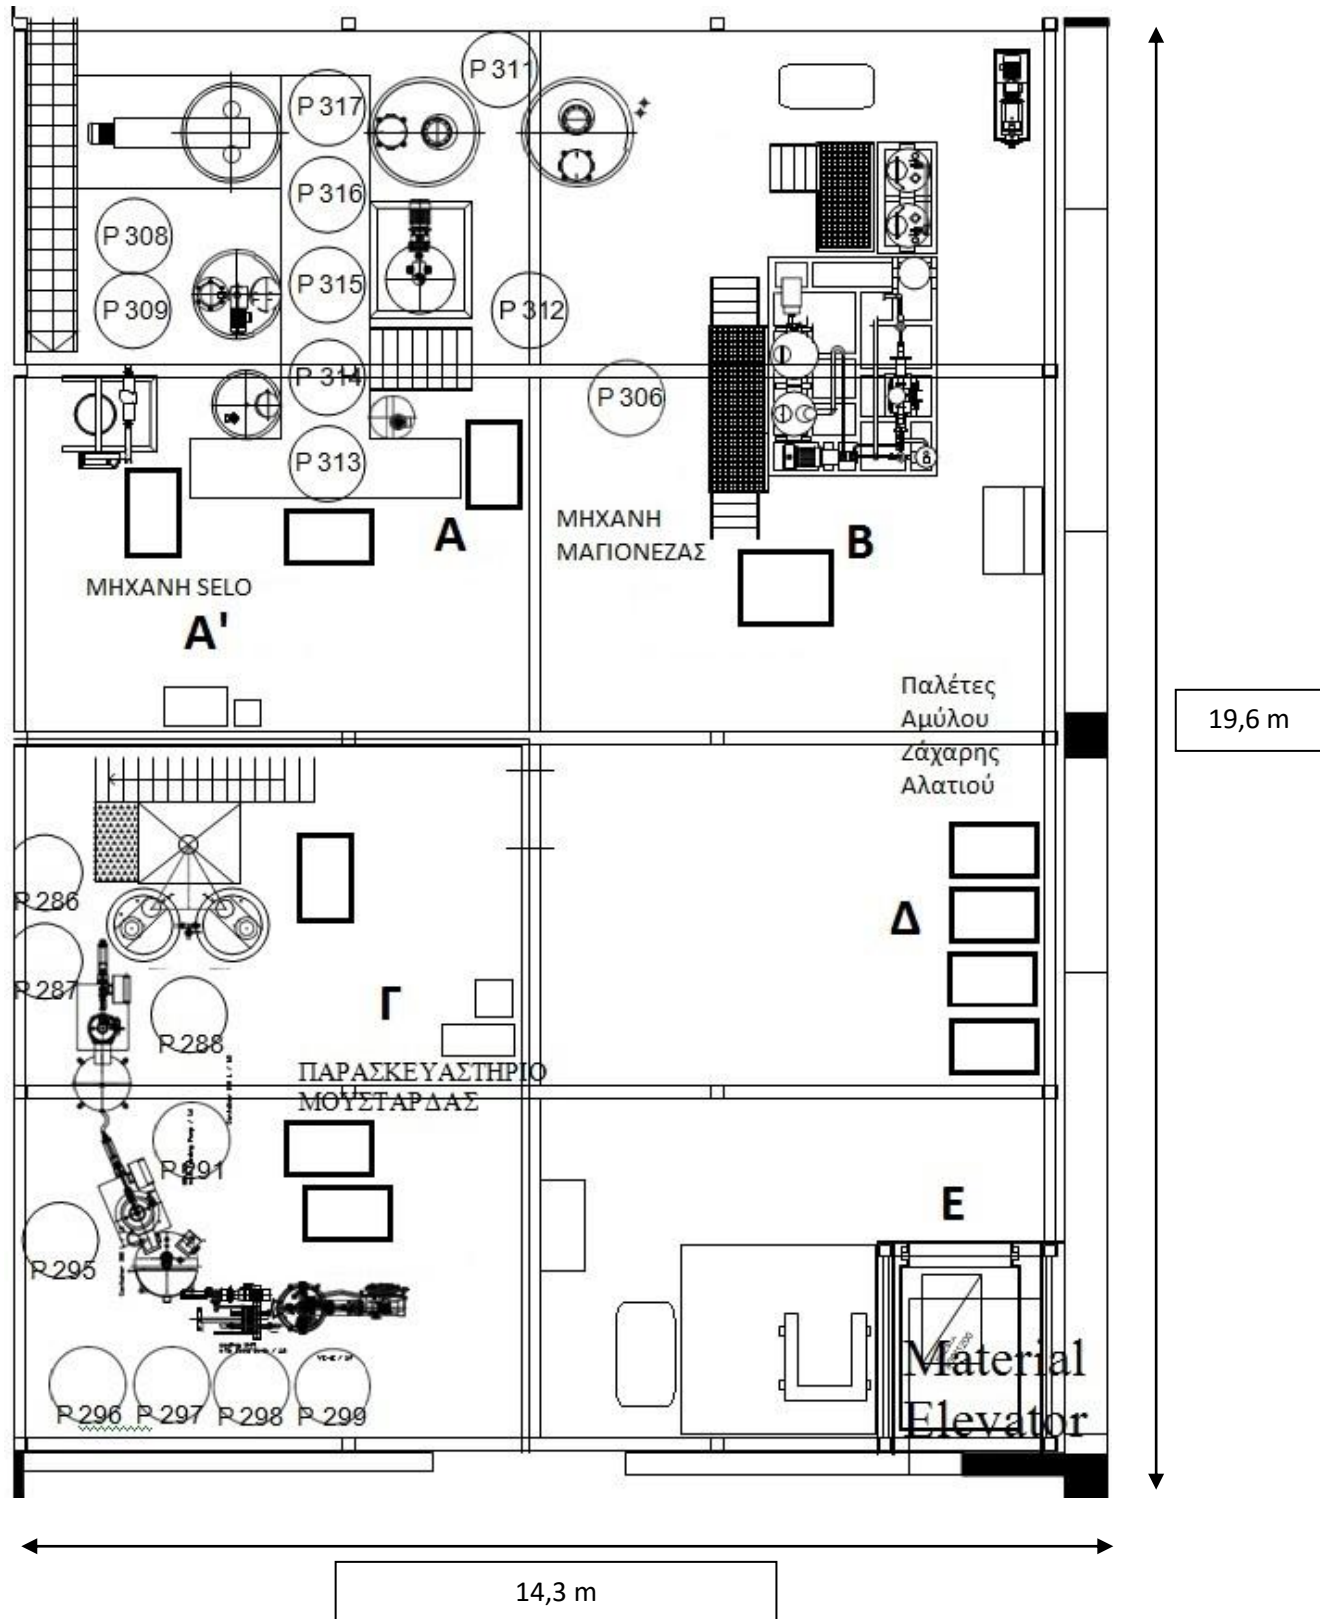 P 311
P 317
P 316
P 308
P 315
P 309
P 312
P 314
P 306
P 313
Α
ΜΗΧΑΝΗ
ΜΑΓΙΟΝΕΖΑΣ
Β
ΜΗΧΑΝΗ SELO
Α'
Παλέτες
Αμύλου
Ζάχαρης
Αλατιού
19,6 m
P 286
Δ
P 287
Γ
P 288
ΠΑΡΑΣΚΕΥΑΣΤΗΡΙΟ
ΜΟΥΣΤΑΡΔΑΣ
P 291
Ε
P 295
Material
Elevator
P 296
P 297
P 298
P 299
14,3 m